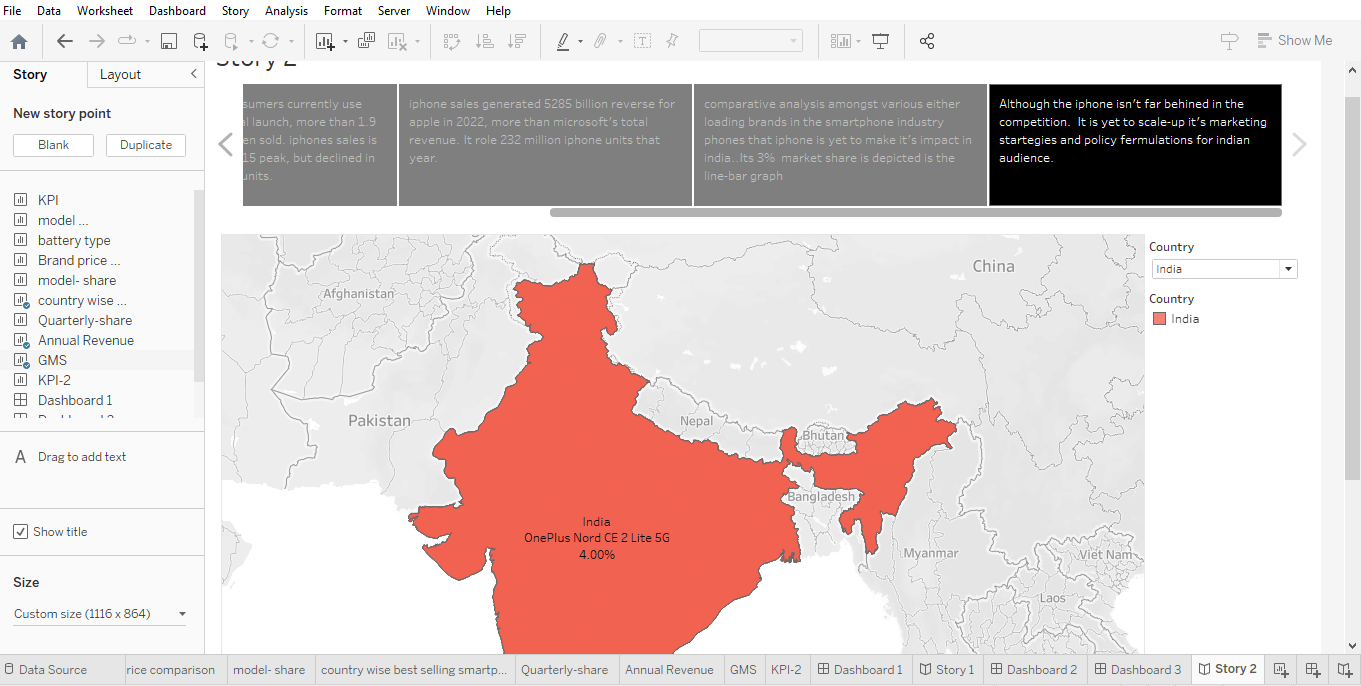 File Data Worksheet Dashboard Story Analysis Format Server Window Help
Show Me
Story Layout
Story 2
New story point
Blank Duplicate
KPI
model ...
battery type
Brand price ...
model- share
country wise ...
Quarterly-share
Annual Revenue
GMS
KPI-2
Dashboard 1
A Drag to add text
Show title
Size
Custom size (1116 x 864)
sumers currently use
l launch, more than 1.9
en sold. iphones sales is
15 peak, but declined in
units.
iphone sales generated 5285 billion reverse for
apple in 2022, more than microsoft's total
revenue. It role 232 million iphone units that
year.
comparative analysis amongst various either
loading brands in the smartphone industry
phones that iphone is yet to make it's impact in
india..Its 3% market share is depicted is the
line-bar graph
Although the iphone isn't far behined in the
competition. It is yet to scale-up it's marketing
startegies and policy fermulations for indian
audience.
Country
India
Country
India
China
Afghanistan
Pakistan
Nepal
Bhutan
Bangladesh
India
OnePlus Nord CE 2 Lite 5G
4.00%
Myanmar
Viêt Nam
Laos
Data Source rice comparison model- share country wise best selling smartp... Quarterly-share Annual Revenue GMS KPI-2 Dashboard 1 Story 1 Dashboard 2 Dashboard 3 Story 2